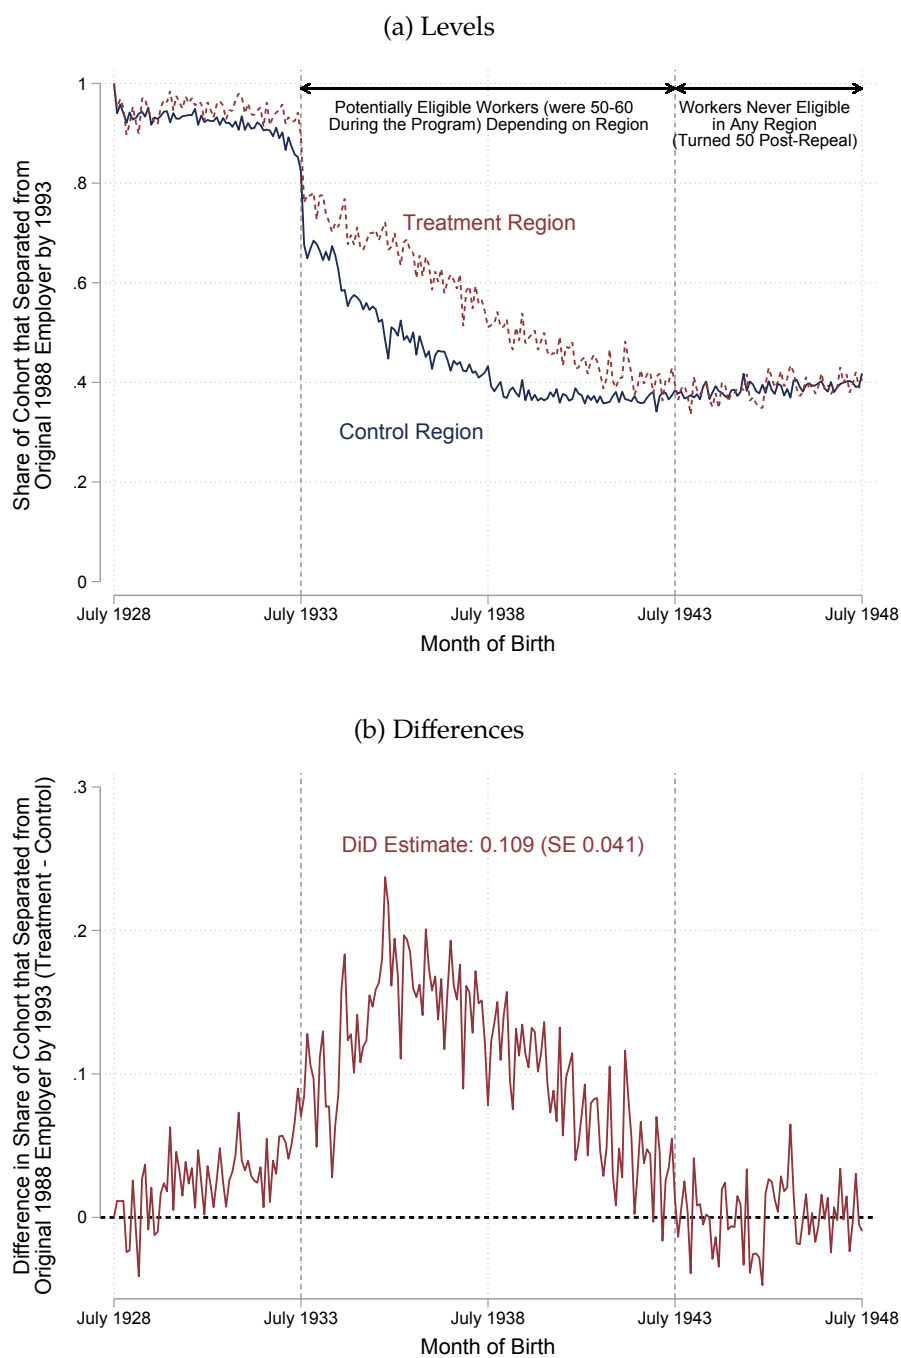 (a) Levels
Share of Cohort that Separated from
Original 1988 Employer by 1993
1
.8
.6
.4
.2
0
Potentially Eligible Workers (were 50-60
During the Program) Depending on Region
Workers Never Eligible
in Any Region
(Turned 50 Post-Repeal)
Treatment Region
Control Region
July 1928
July 1933
July 1938
July 1943
July 1948
Month of Birth
(b) Differences
Difference in Share of Cohort that Separated from
Original 1988 Employer by 1993 (Treatment - Control)
.3
.2
.1
0
DiD Estimate: 0.109 (SE 0.041)
July 1928
July 1933
July 1938
July 1943
July 1948
Month of Birth